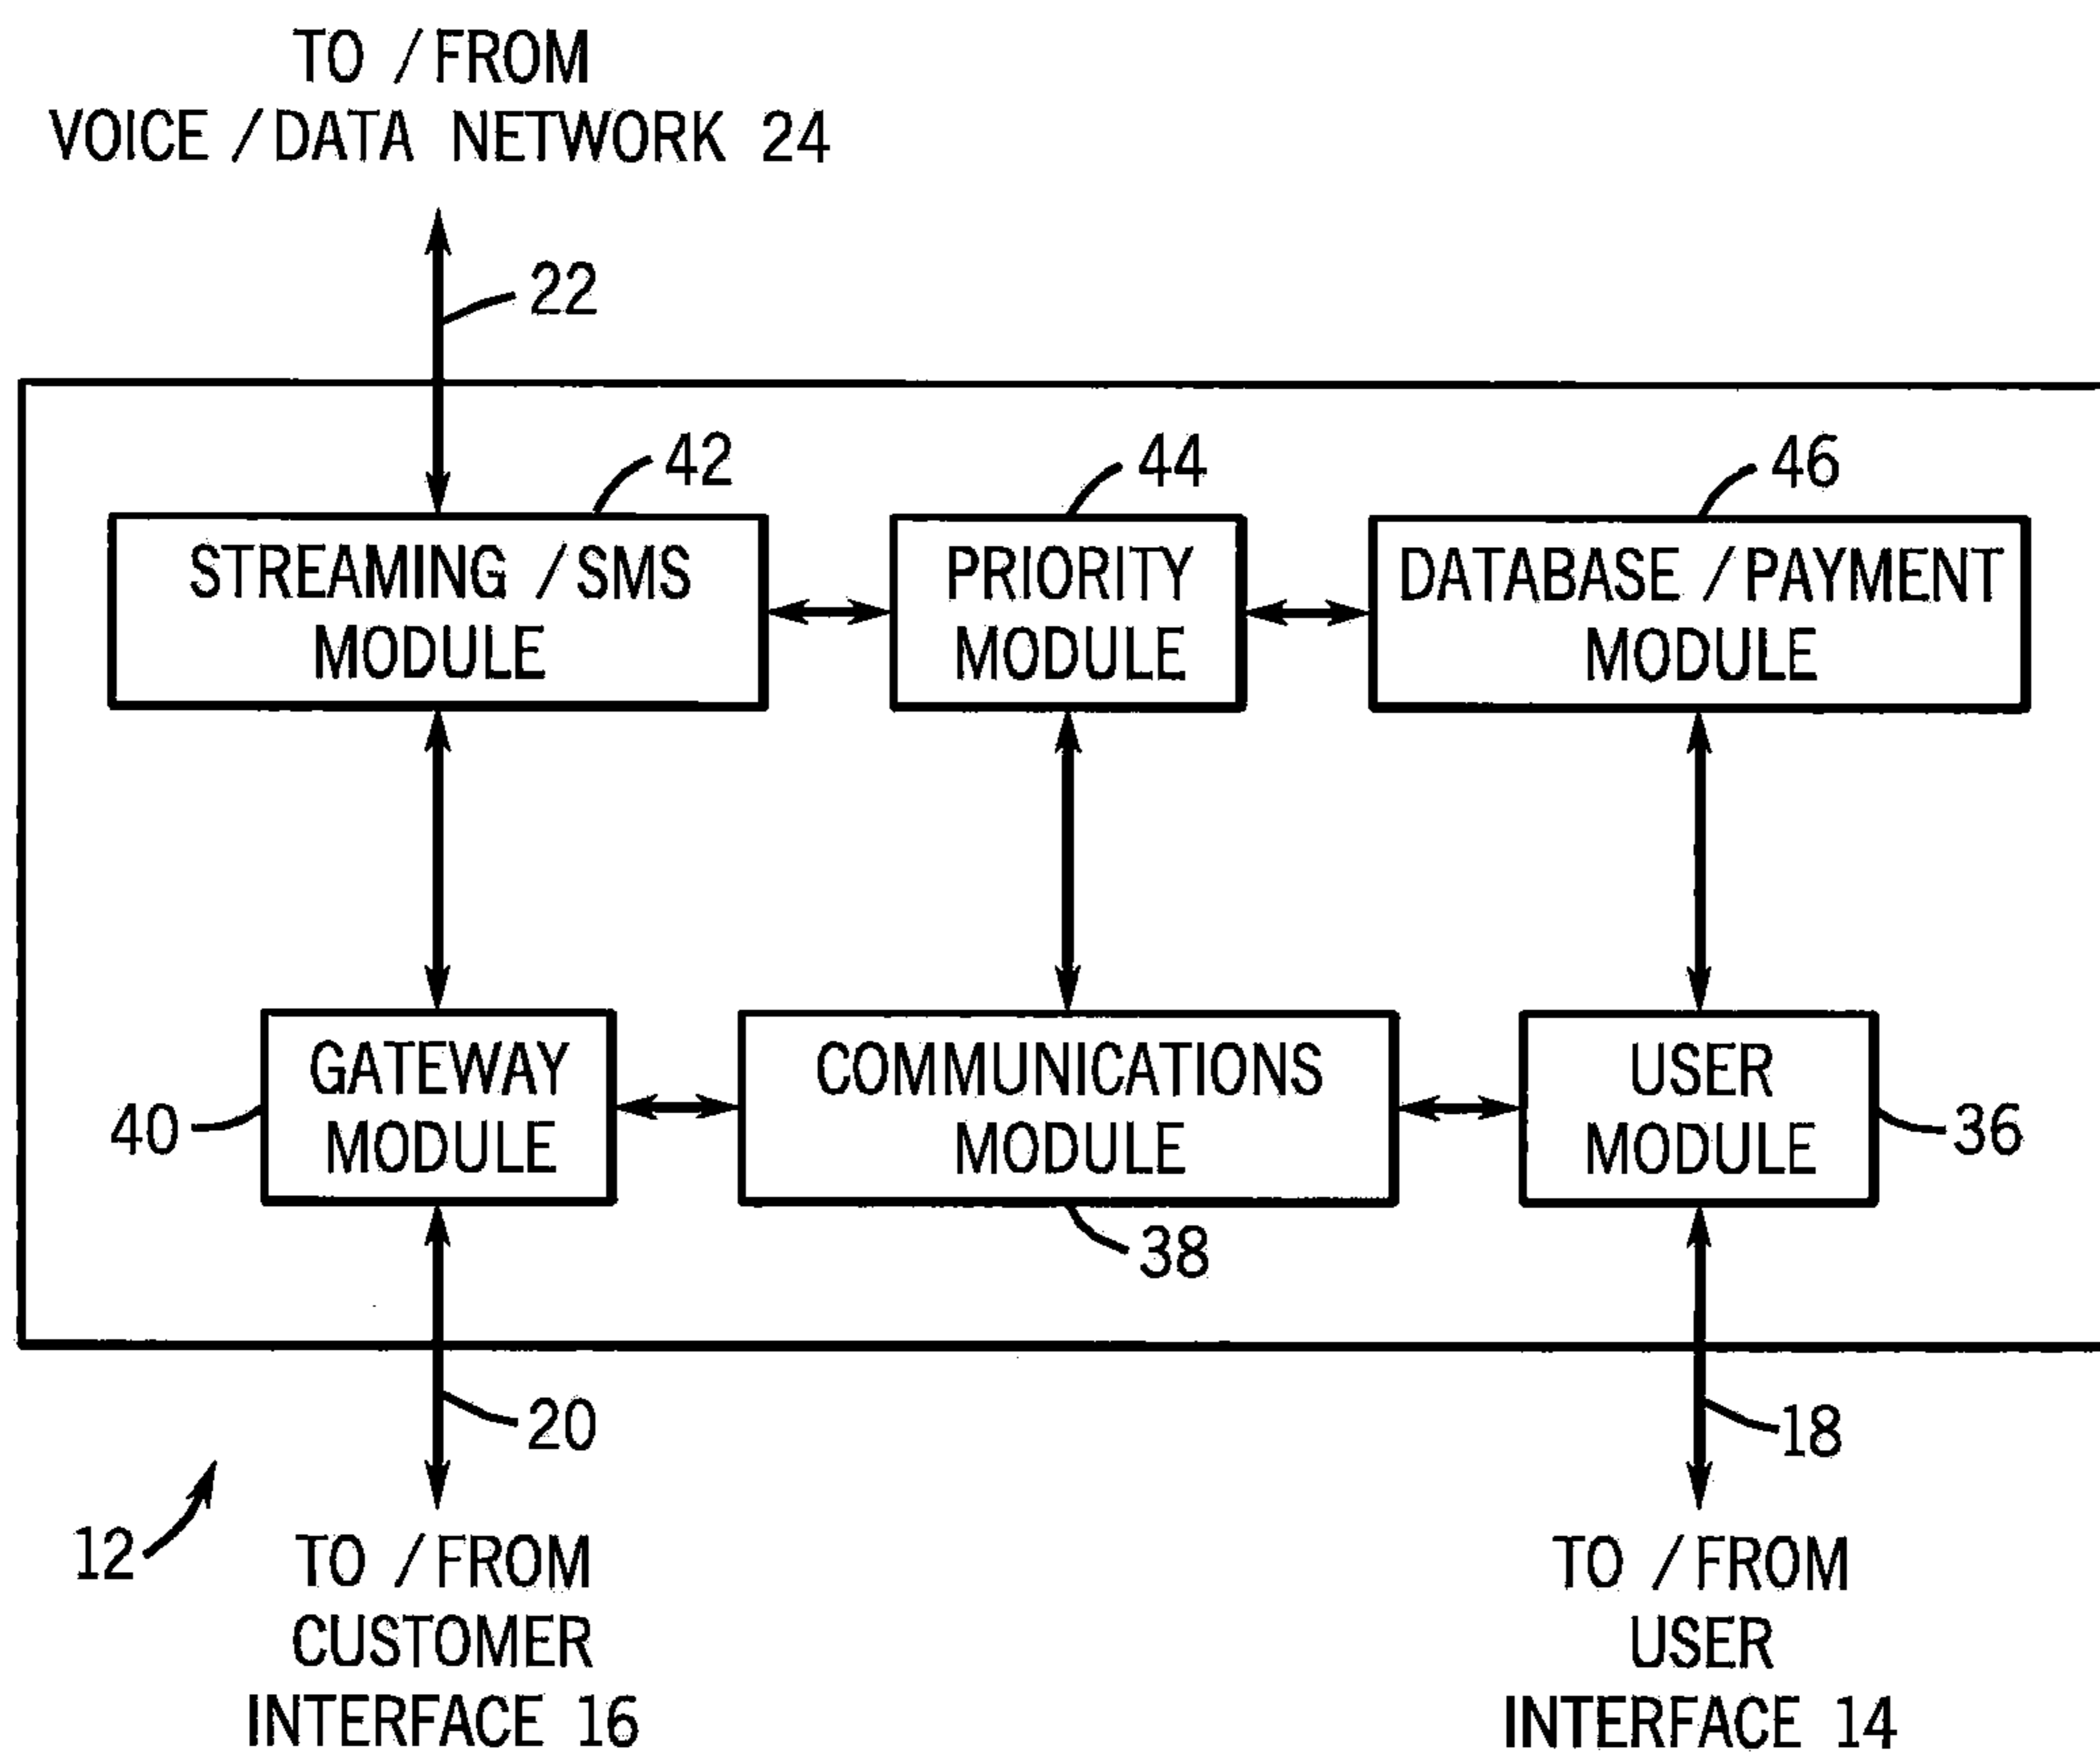 TO / FROM
VOICE / DATA NETWORK 24
22
42
44
46
STREAMING / SMS
MODULE
PRIORITY
MODULE
DATABASE / PAYMENT
MODULE
GATEWAY
MODULE
COMMUNICATIONS
MODULE
USER
MODULE
40
36
38
20
18
12
TO / FROM
CUSTOMER
INTERFACE 16
TO / FROM
USER
INTERFACE 14